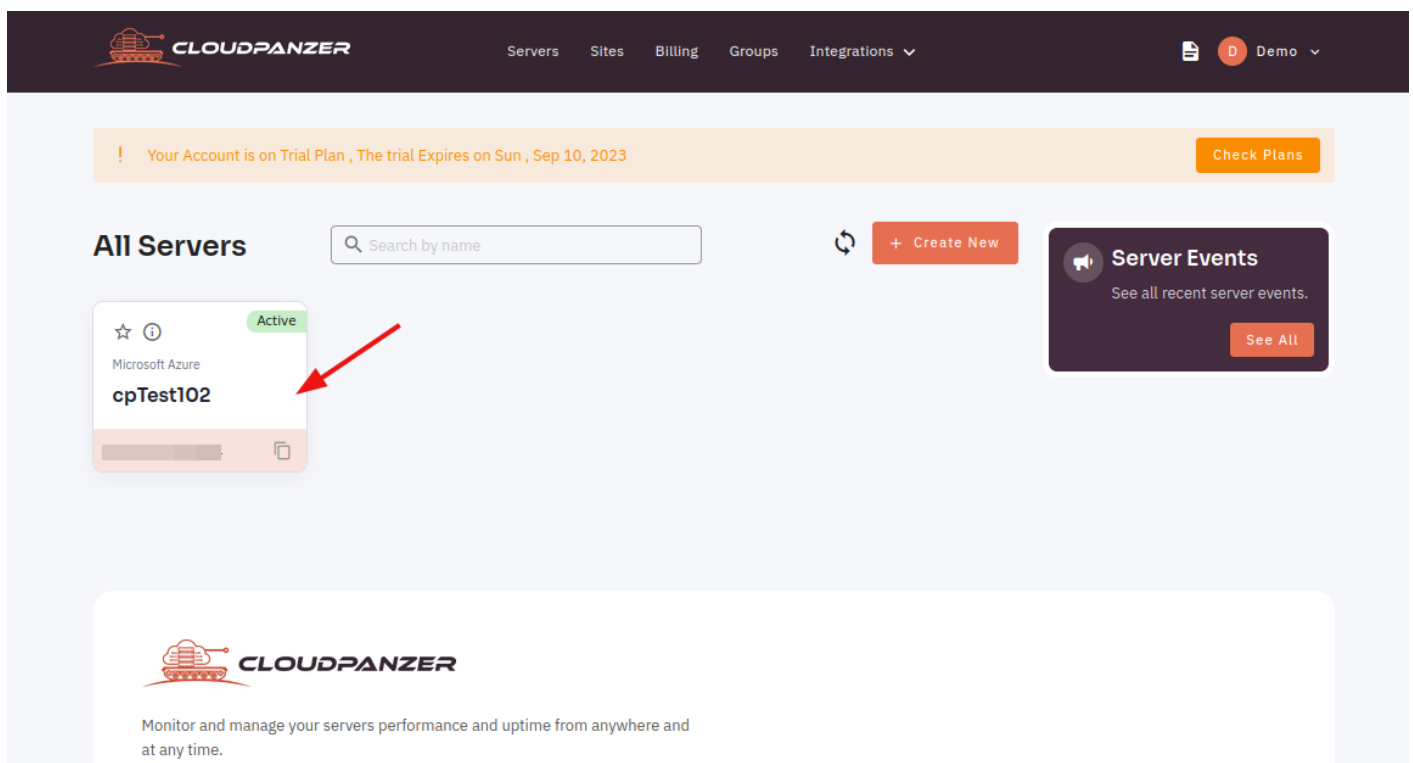 CLOUDPANZER
Servers Sites Billing Groups Integrations
D Demo
! Your Account is on Trial Plan , The trial Expires on Sun , Sep 10, 2023
Check Plans
All Servers
Search by name
+ Create New
Server Events
See all recent server events.
See All
Active
Microsoft Azure
cpTest102
CLOUDPANZER
Monitor and manage your servers performance and uptime from anywhere and
at any time.